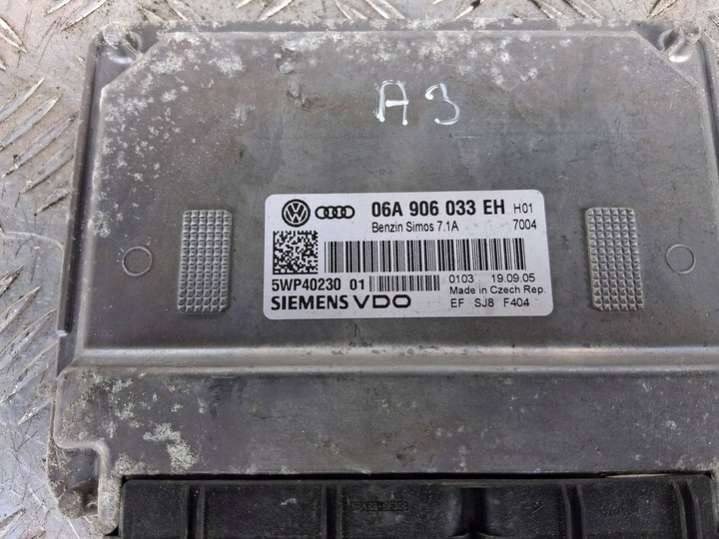 A3
06A 906 033 EH H01
Benzin Simos 7.1A 7004
5WP40230 01 0103 19.09.05
Made in Czech Rep.
SIEMENS VDO EF SJ8 F404